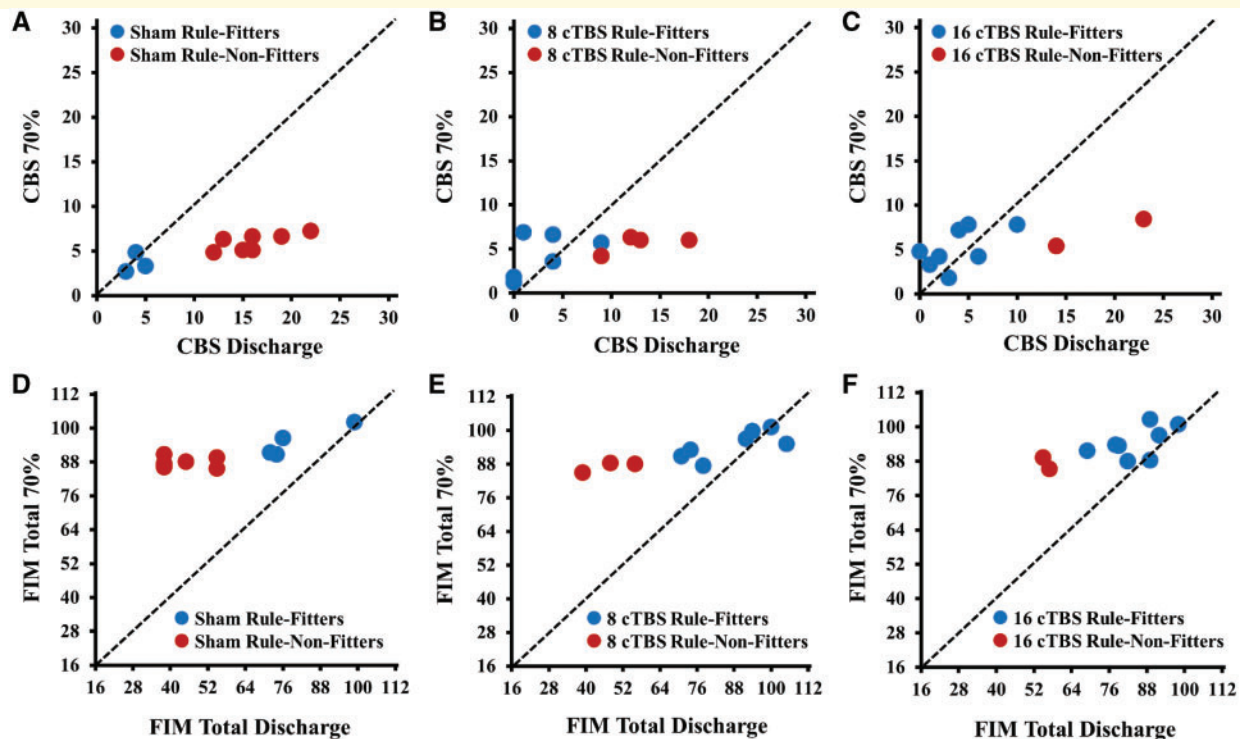 A
Sham Rule-Fitters
Sham Rule-Non-Fitters
CBS 70%
30
25
20
15
10
5
0
0 5 10 15 20 25 30
CBS Discharge
B
8 cTBS Rule-Fitters
8 cTBS Rule-Non-Fitters
CBS 70%
30
25
20
15
10
5
0
0 5 10 15 20 25 30
CBS Discharge
C
16 cTBS Rule-Fitters
16 cTBS Rule-Non-Fitters
CBS 70%
30
25
20
15
10
5
0
0 5 10 15 20 25 30
CBS Discharge
D
FIM Total 70%
112
100
88
76
64
52
40
28
16
Sham Rule-Fitters
Sham Rule-Non-Fitters
16 28 40 52 64 76 88 100 112
FIM Total Discharge
E
FIM Total 70%
112
100
88
76
64
52
40
28
16
8 cTBS Rule-Fitters
8 cTBS Rule-Non-Fitters
16 28 40 52 64 76 88 100 112
FIM Total Discharge
F
FIM Total 70%
112
100
88
76
64
52
40
28
16
16 cTBS Rule-Fitters
16 cTBS Rule-Non-Fitters
16 28 40 52 64 76 88 100 112
FIM Total Discharge